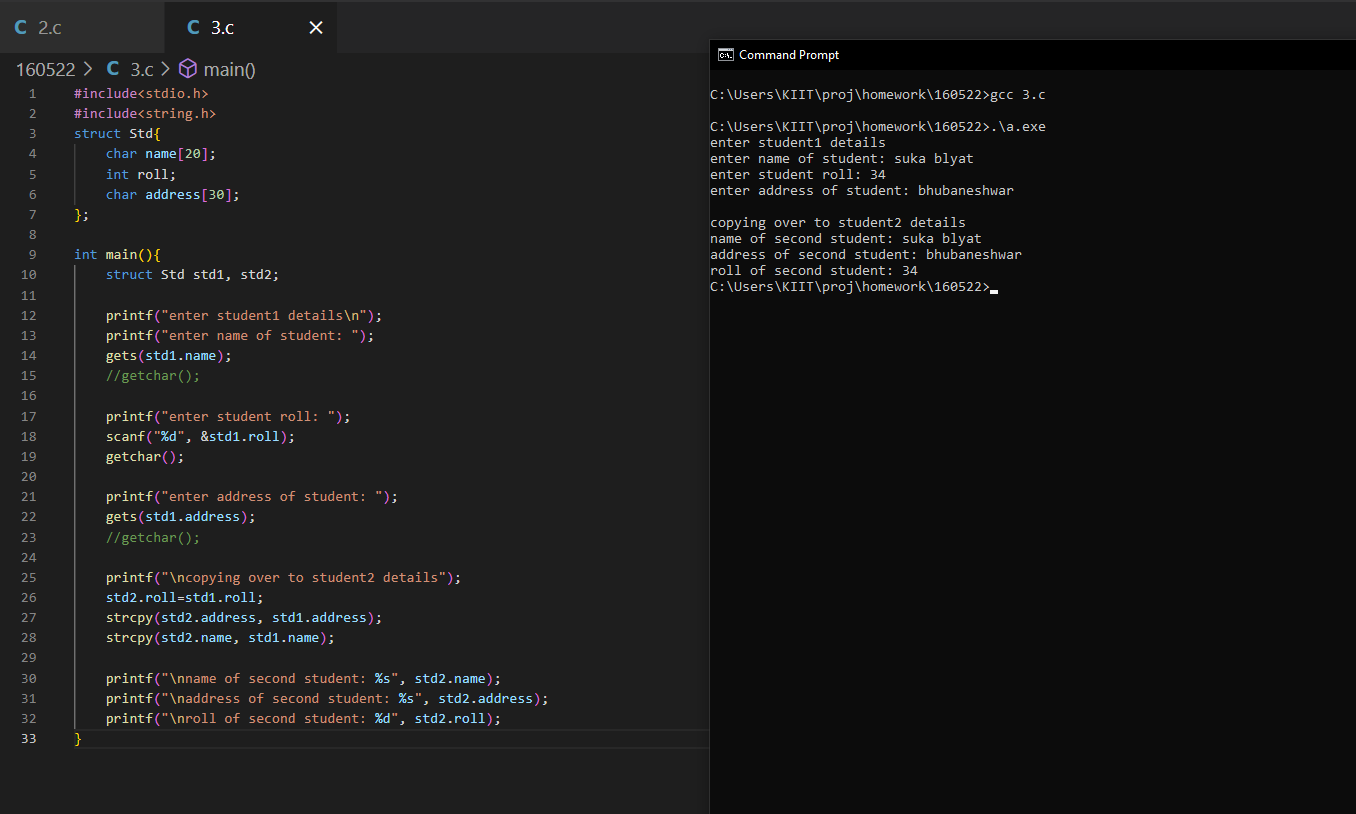 C 2.c
C 3.c ×
160522 > C 3.c > main()
1 #include<stdio.h>
2 #include<string.h>
3 struct Std{
4     char name[20];
5     int roll;
6     char address[30];
7 };
8
9 int main(){
10     struct Std std1, std2;
11
12     printf("enter student1 details\n");
13     printf("enter name of student: ");
14     gets(std1.name);
15     //getchar();
16
17     printf("enter student roll: ");
18     scanf("%d", &std1.roll);
19     getchar();
20
21     printf("enter address of student: ");
22     gets(std1.address);
23     //getchar();
24
25     printf("\ncopying over to student2 details");
26     std2.roll=std1.roll;
27     strcpy(std2.address, std1.address);
28     strcpy(std2.name, std1.name);
29
30     printf("\nname of second student: %s", std2.name);
31     printf("\naddress of second student: %s", std2.address);
32     printf("\nroll of second student: %d", std2.roll);
33 }
C:\. Command Prompt
C:\Users\KIIT\proj\homework\160522>gcc 3.c
C:\Users\KIIT\proj\homework\160522>.\a.exe
enter student1 details
enter name of student: suka blyat
enter student roll: 34
enter address of student: bhubaneshwar
copying over to student2 details
name of second student: suka blyat
address of second student: bhubaneshwar
roll of second student: 34
C:\Users\KIIT\proj\homework\160522>